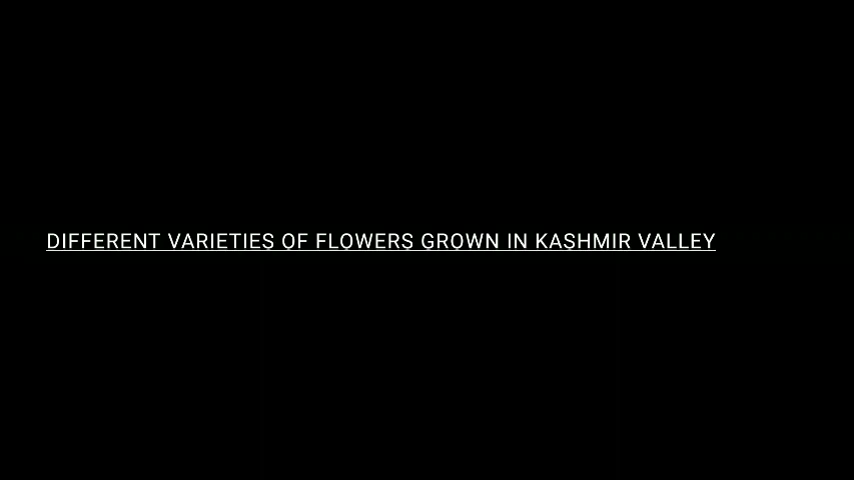 DIFFERENT VARIETIES OF FLOWERS GROWN IN KASHMIR VALLEY